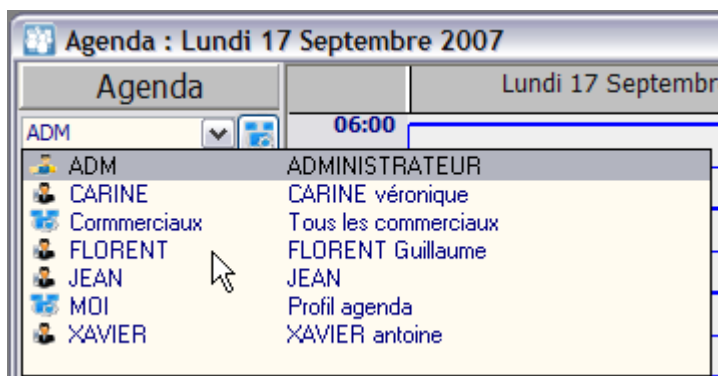 Agenda : Lundi 17 Septembre 2007
Agenda
Lundi 17 Septembr
ADM
06:00
ADM ADMINISTRATEUR
CARINE CARINE véronique
Commerciaux Tous les commerciaux
FLORENT FLORENT Guillaume
JEAN JEAN
MOI Profil agenda
XAVIER XAVIER antoine